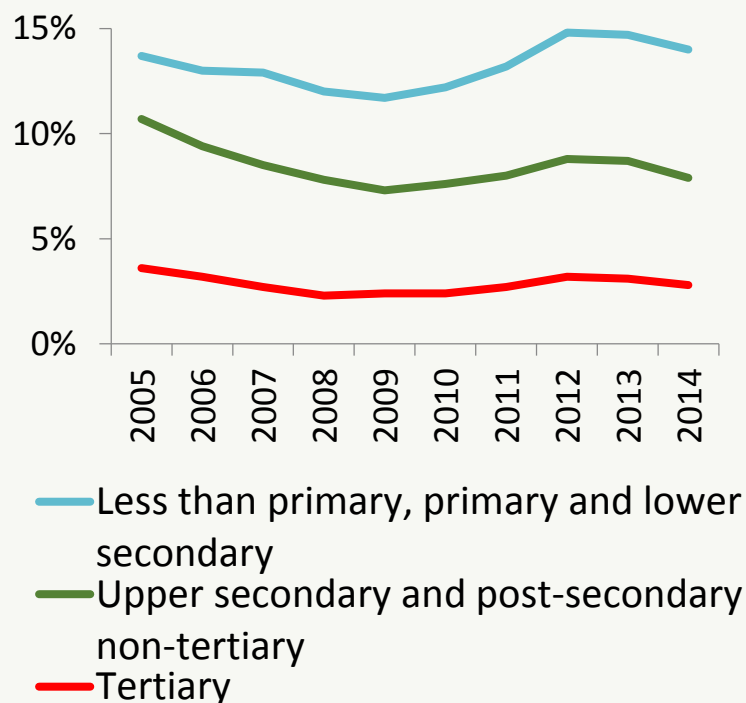 15%
10%
5%
0%
2005
2006
2007
2008
2009
2010
2011
2012
2013
2014
Less than primary, primary and lower
secondary
Upper secondary and post-secondary
non-tertiary
Tertiary